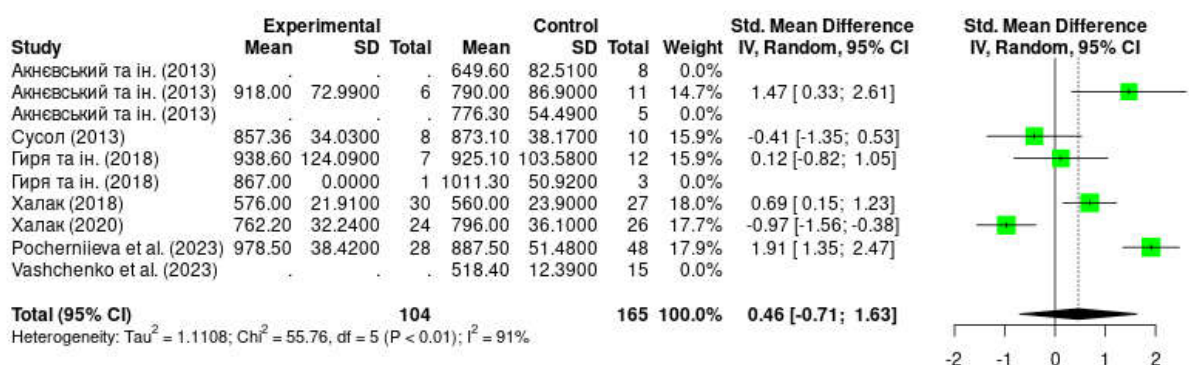 Experimental Control Std. Mean Difference Std. Mean Difference
Study Mean SD Total Mean SD Total Weight IV, Random, 95% CI IV, Random, 95% CI
Акнєвський та ін. (2013) . . . 649.60 82.5100 8 0.0%
Акнєвський та ін. (2013) 918.00 72.9900 6 790.00 86.9000 11 14.7% 1.47 [ 0.33; 2.61]
Акнєвський та ін. (2013) . . . 776.30 54.4900 5 0.0%
Сусол (2013) 857.36 34.0300 8 873.10 38.1700 10 15.9% -0.41 [-1.35; 0.53]
Гиря та ін. (2018) 938.60 124.0900 7 925.10 103.5800 12 15.9% 0.12 [-0.82; 1.05]
Гиря та ін. (2018) 867.00 0.0000 1 1011.30 50.9200 3 0.0%
Халак (2018) 576.00 21.9100 30 560.00 23.9000 27 18.0% 0.69 [ 0.15; 1.23]
Халак (2020) 762.20 32.2400 24 796.00 36.1000 26 17.7% -0.97 [-1.56; -0.38]
Pocherniieva et al. (2023) 978.50 38.4200 28 887.50 51.4800 48 17.9% 1.91 [ 1.35; 2.47]
Vashchenko et al. (2023) . . . 518.40 12.3900 15 0.0%
Total (95% CI) 104 165 100.0% 0.46 [-0.71; 1.63]
Heterogeneity: Tau² = 1.1108; Chi² = 55.76, df = 5 (P < 0.01); I² = 91%
-2 -1 0 1 2